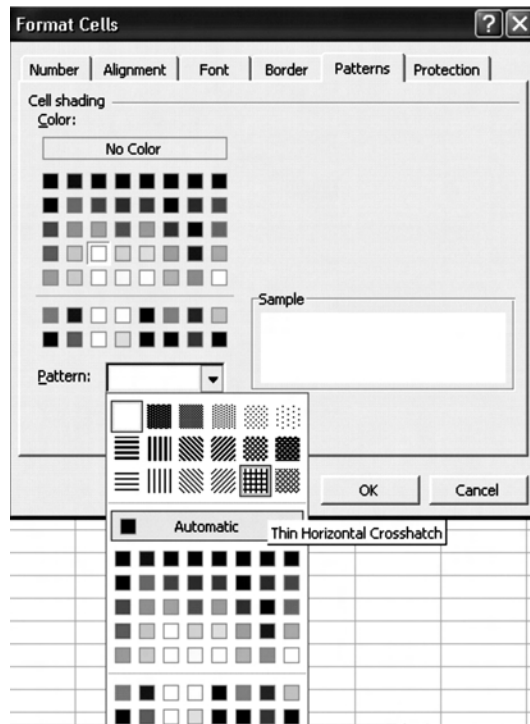 Format Cells
Number Alignment Font Border Patterns Protection
Cell shading
Color:
No Color
Sample
Pattern:
OK Cancel
Automatic
Thin Horizontal Crosshatch